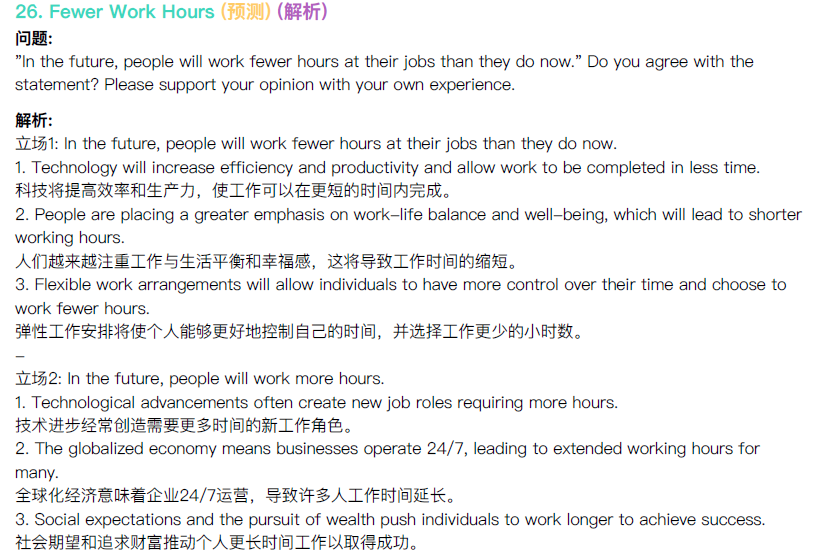 26. Fewer Work Hours (预测) (解析)
问题:
"In the future, people will work fewer hours at their jobs than they do now." Do you agree with the
statement? Please support your opinion with your own experience.
解析:
立场1: In the future, people will work fewer hours at their jobs than they do now.
1. Technology will increase efficiency and productivity and allow work to be completed in less time.
科技将提高效率和生产力，使工作可以在更短的时间内完成。
2. People are placing a greater emphasis on work-life balance and well-being, which will lead to shorter
working hours.
人们越来越注重工作与生活平衡和幸福感，这将导致工作时间的缩短。
3. Flexible work arrangements will allow individuals to have more control over their time and choose to
work fewer hours.
弹性工作安排将使个人能够更好地控制自己的时间，并选择工作更少的小时数。
–
立场2: In the future, people will work more hours.
1. Technological advancements often create new job roles requiring more hours.
技术进步经常创造需要更多时间的新工作角色。
2. The globalized economy means businesses operate 24/7, leading to extended working hours for
many.
全球化经济意味着企业24/7运营，导致许多人工作时间延长。
3. Social expectations and the pursuit of wealth push individuals to work longer to achieve success.
社会期望和追求财富推动个人更长时间工作以取得成功。